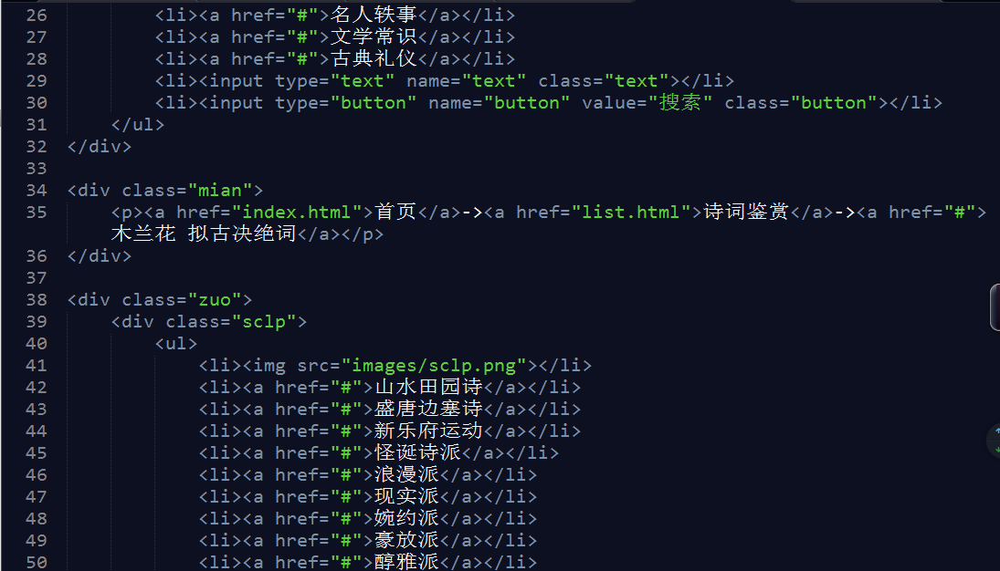 26 <li><a href="#">名人轶事</a></li>
27 <li><a href="#">文学常识</a></li>
28 <li><a href="#">古典礼仪</a></li>
29 <li><input type="text" name="text" class="text"></li>
30 <li><input type="button" name="button" value="搜索" class="button"></li>
31 </ul>
32 </div>
33
34 <div class="mian">
35 <p><a href="index.html">首页</a>-><a href="list.html">诗词鉴赏</a>-><a href="#">
木兰花 拟古决绝词</a></p>
36 </div>
37
38 <div class="zuo">
39 <div class="sclp">
40 <ul>
41 <li><img src="images/sclp.png"></li>
42 <li><a href="#">山水田园诗</a></li>
43 <li><a href="#">盛唐边塞诗</a></li>
44 <li><a href="#">新乐府运动</a></li>
45 <li><a href="#">怪诞诗派</a></li>
46 <li><a href="#">浪漫派</a></li>
47 <li><a href="#">现实派</a></li>
48 <li><a href="#">婉约派</a></li>
49 <li><a href="#">豪放派</a></li>
50 <li><a href="#">醇雅派</a></li>